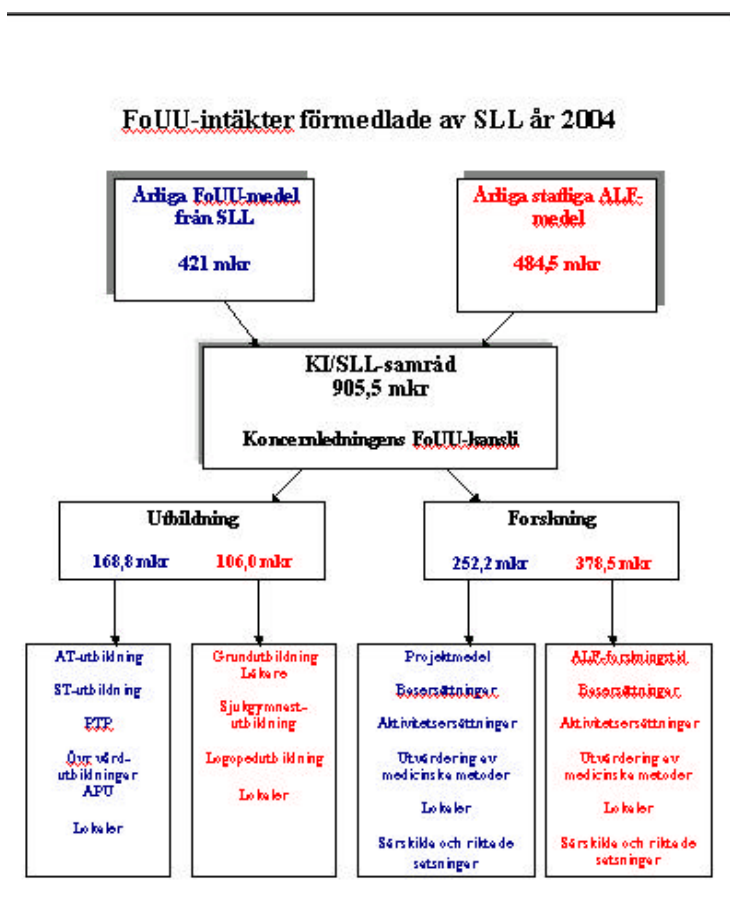 FoUU-intäkter förmedlade av SLL år 2004
Årliga FoUU-medel
från SLL
421 mkr
Årliga statliga ALF-
medel
484,5 mkr
KI/SLL-samråd
905,5 mkr
Koncernledningens FoUU-kansli
Utbildning
168,8 mkr 106,0 mkr
Forskning
252,2 mkr 378,5 mkr
AT-utbildning
ST-utbildning
PTP
Övr vård-
utbildningar
APU
Lokaler
Grundutbildning
Läkare
Sjukgymnast-
utbildning
Logopedutbildning
Lokaler
Projektmedel
Basersättningar
Aktivitetsersättningar
Utvärdering av
medicinska metoder
Lokaler
Särskilda och riktade
satsningar
ALF-forskningstid
Basersättningar
Aktivitetsersättningar
Utvärdering av
medicinska metoder
Lokaler
Särskilda och riktade
satsningar